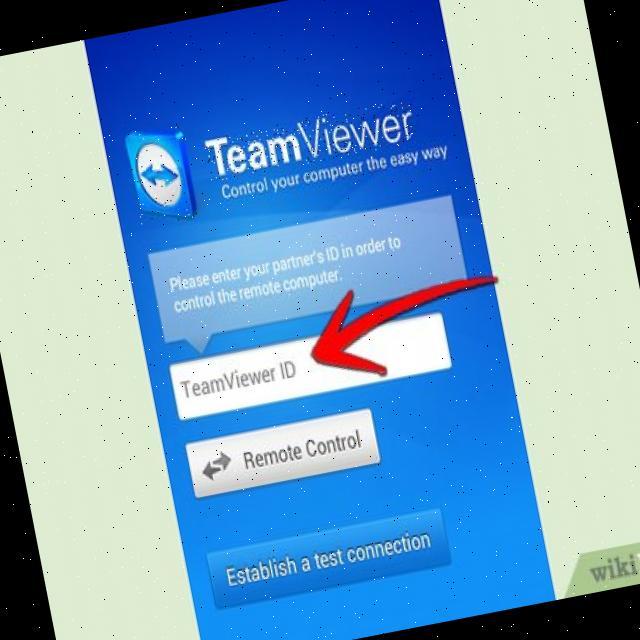 TeamViewer
Control your computer the easy way
Please enter your partner's ID in order to
control the remote computer.
TeamViewer ID
Remote Control
Establish a test connection
wiki